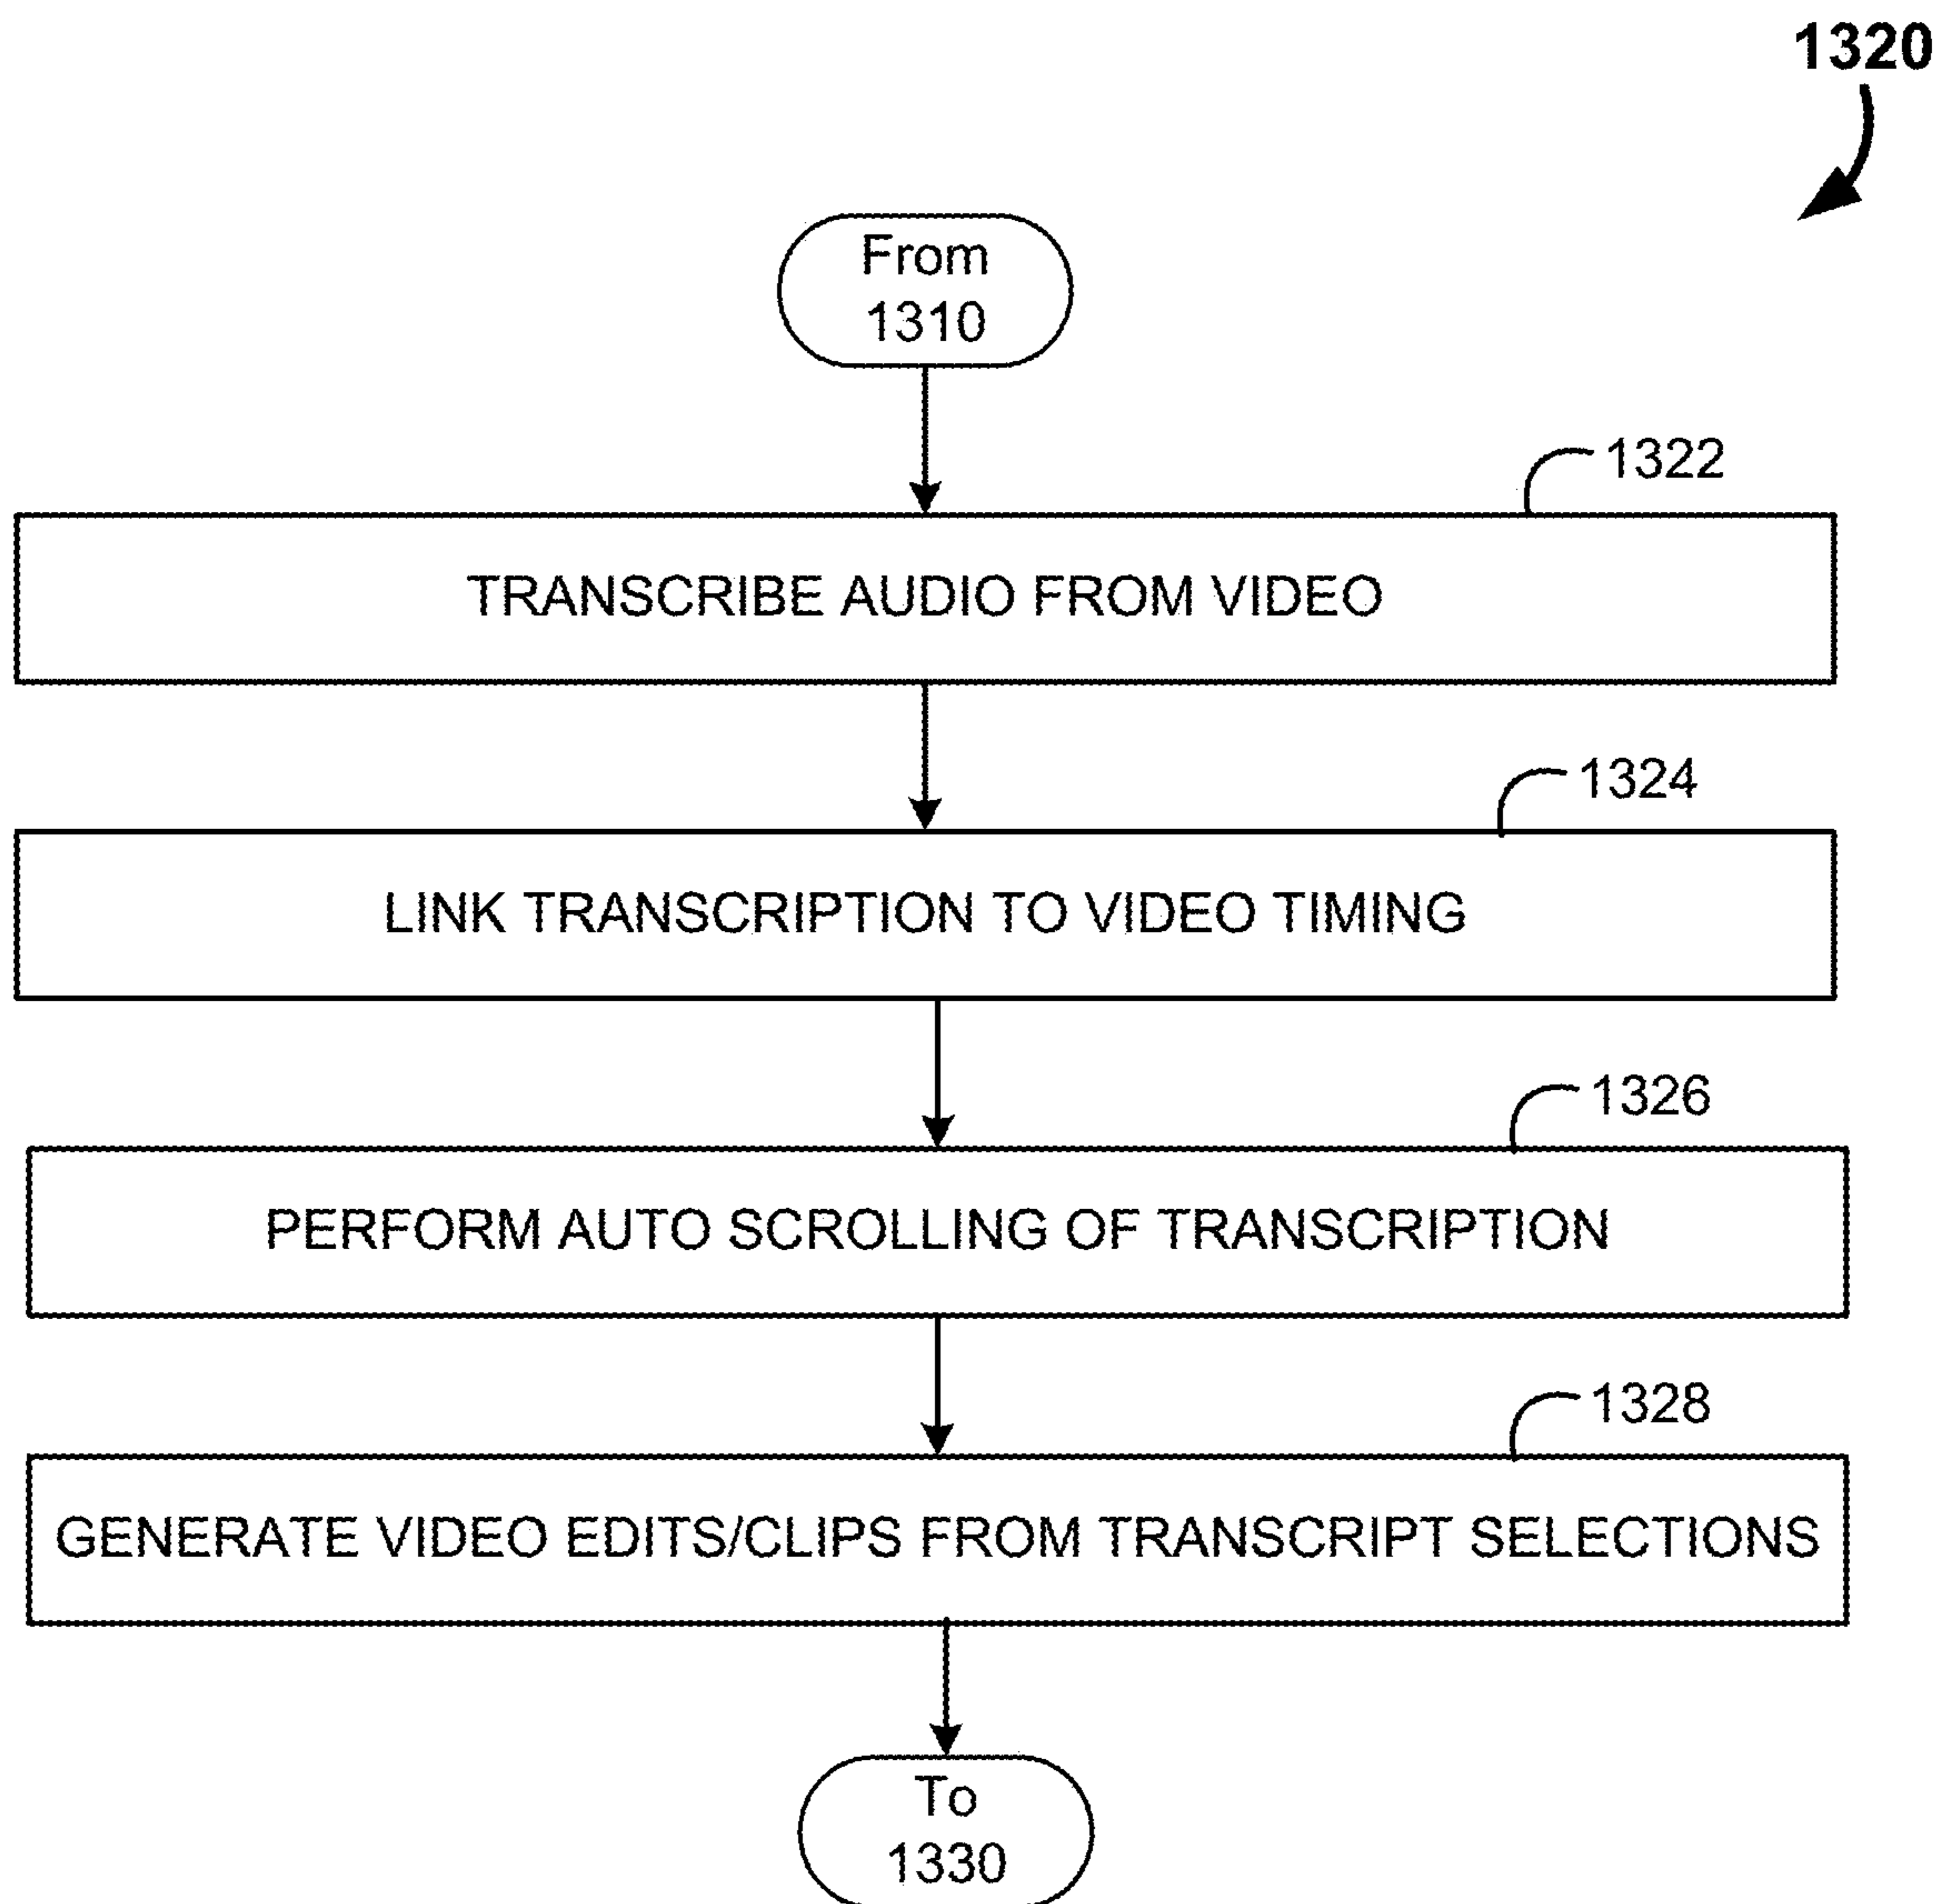 1320
From
1310
1322
TRANSCRIBE AUDIO FROM VIDEO
1324
LINK TRANSCRIPTION TO VIDEO TIMING
1326
PERFORM AUTO SCROLLING OF TRANSCRIPTION
1328
GENERATE VIDEO EDITS/CLIPS FROM TRANSCRIPT SELECTIONS
To
1330